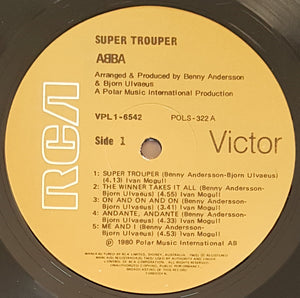 SUPER TROUPER
ABBA
Arranged & Produced by Benny Andersson
& Bjorn Ulvaeus
A Polar Music International Production
VPL1-6542
POLS-322 A
Side 1
RCA
Victor
1: SUPER TROUPER (Benny Andersson-Bjorn Ulvaeus)
(4.13) Ivan Mogull
2: THE WINNER TAKES IT ALL (Benny Andersson-
Bjorn Ulvaeus) (4.55) Ivan Mogull
3: ON AND ON AND ON (Benny Andersson-Bjorn
Ulvaeus) (3.41) Ivan Mogull
4: ANDANTE, ANDANTE (Benny Andersson-Bjorn
Ulvaeus) (4.33) Ivan Mogull
5: ME AND I (Benny Andersson-Bjorn
Ulvaeus) (4.53) Ivan Mogull
℗ 1980 Polar Music International AB